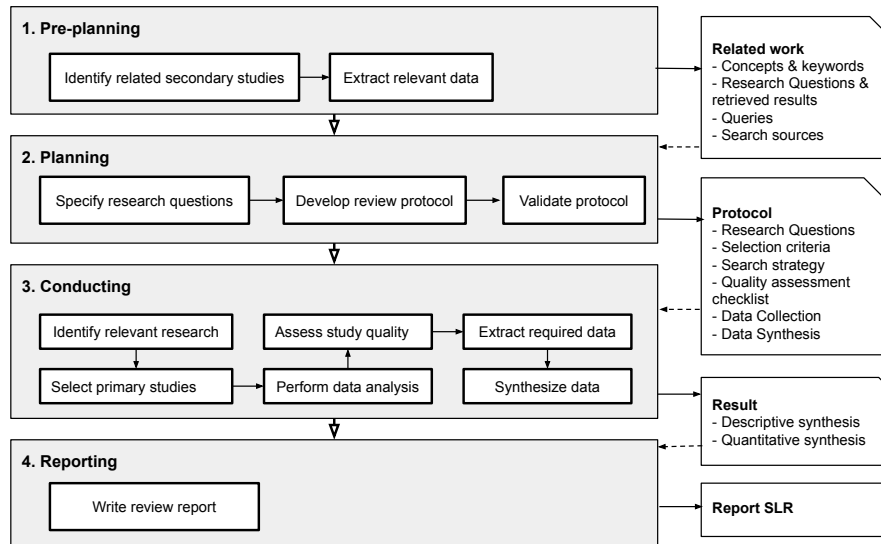 1. Pre-planning
Identify related secondary studies
Extract relevant data
Related work
- Concepts & keywords
- Research Questions &
retrieved results
- Queries
- Search sources
2. Planning
Specify research questions
Develop review protocol
Validate protocol
Protocol
- Research Questions
- Selection criteria
- Search strategy
- Quality assessment
checklist
- Data Collection
- Data Synthesis
3. Conducting
Identify relevant research
Assess study quality
Extract required data
Select primary studies
Perform data analysis
Synthesize data
Result
- Descriptive synthesis
- Quantitative synthesis
4. Reporting
Write review report
Report SLR